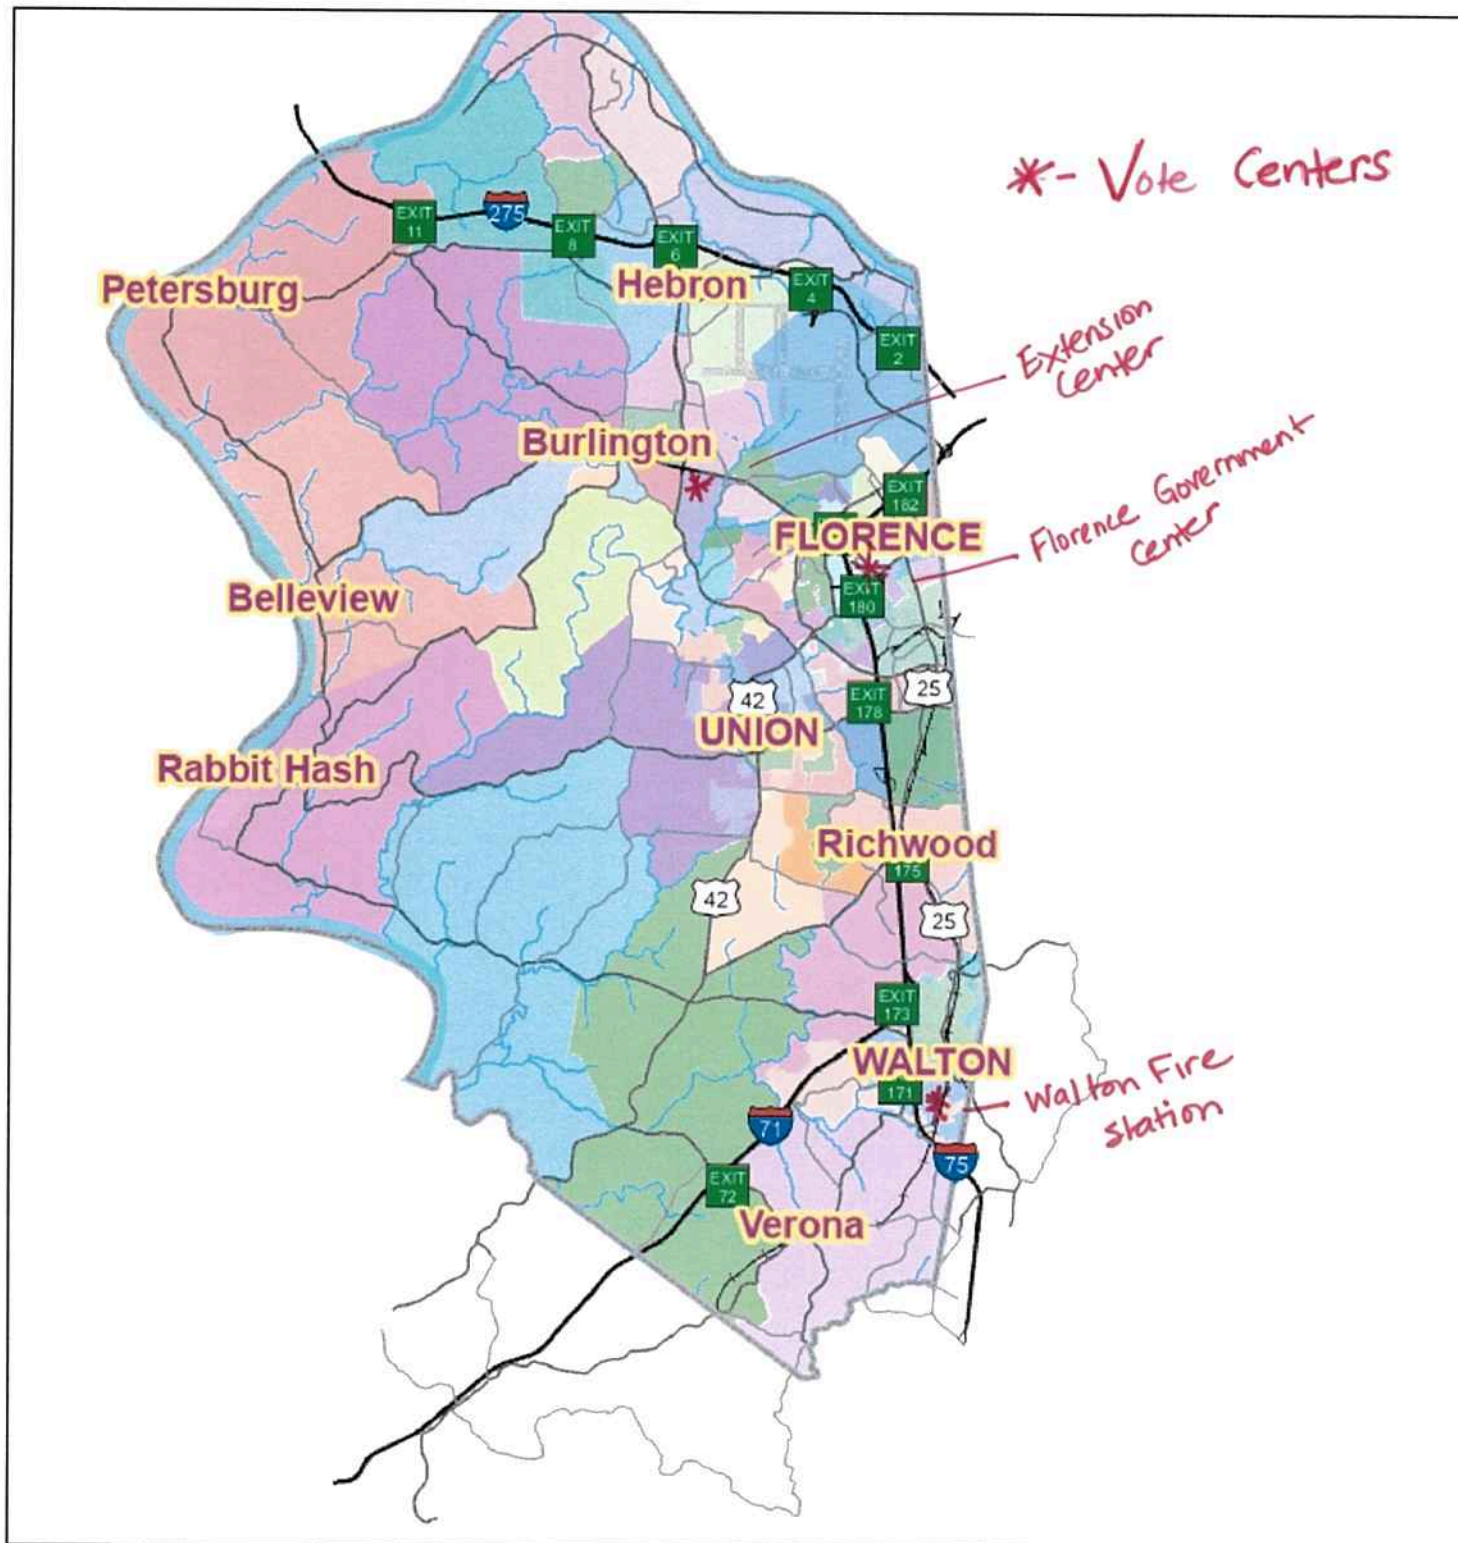 *- Vote Centers
EXIT
11
275
EXIT
8
EXIT
6
Petersburg
Hebron
EXIT
4
EXIT
2
Extension
Center
Burlington
EXIT
182
Florence Government
Center
FLORENCE
EXIT
180
Belleview
42
EXIT
178
25
UNION
Rabbit Hash
Richwood
175
42
25
EXIT
173
WALTON
171
Walton Fire
Station
71
75
EXIT
72
Verona